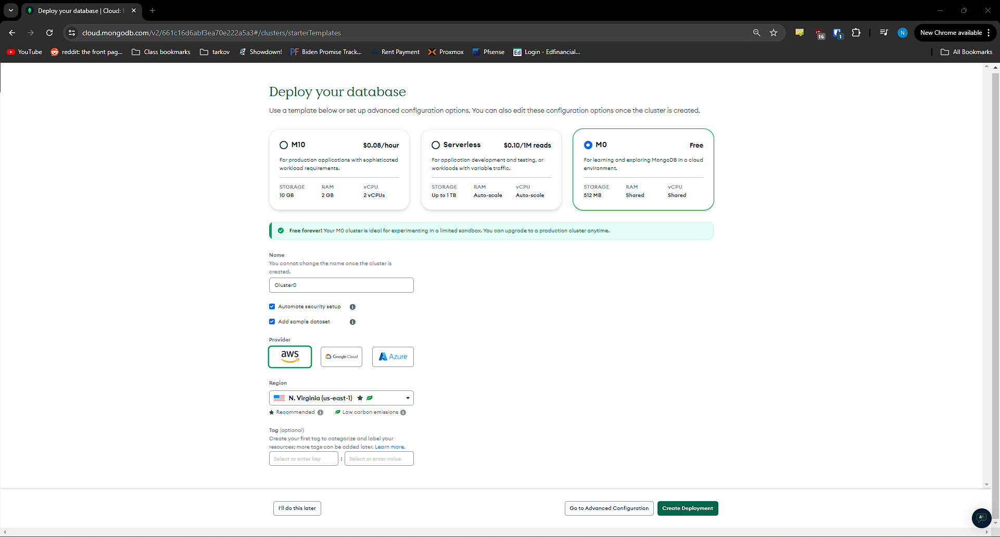 Deploy your database | Cloud: M
cloud.mongodb.com/v2/661c16d6abf3ea70e222a5a3#/clusters/starterTemplates
16
1
N
New Chrome available
YouTube
reddit: the front pag...
Class bookmarks
tarkov
Showdown!
PF Biden Promise Track...
Rent Payment
Proxmox
Pfsense
Ed Login - Edfinancial...
All Bookmarks
Deploy your database
Use a template below or set up advanced configuration options. You can also edit these configuration options once the cluster is created.
M10 $0.08/hour
For production applications with sophisticated
workload requirements.
STORAGE RAM vCPU
10 GB 2 GB 2 vCPUs
Serverless $0.10/1M reads
For application development and testing, or
workloads with variable traffic.
STORAGE RAM vCPU
Up to 1 TB Auto-scale Auto-scale
M0 Free
For learning and exploring MongoDB in a cloud
environment.
STORAGE RAM vCPU
512 MB Shared Shared
Free forever! Your M0 cluster is ideal for experimenting in a limited sandbox. You can upgrade to a production cluster anytime.
Name
You cannot change the name once the cluster is
created.
Cluster0
Automate security setup
Add sample dataset
Provider
aws
Google Cloud
Azure
Region
N. Virginia (us-east-1)
Recommended
Low carbon emissions
Tag (optional)
Create your first tag to categorize and label your
resources; more tags can be added later. Learn more.
Select or enter key : Select or enter value
I'll do this later
Go to Advanced Configuration
Create Deployment